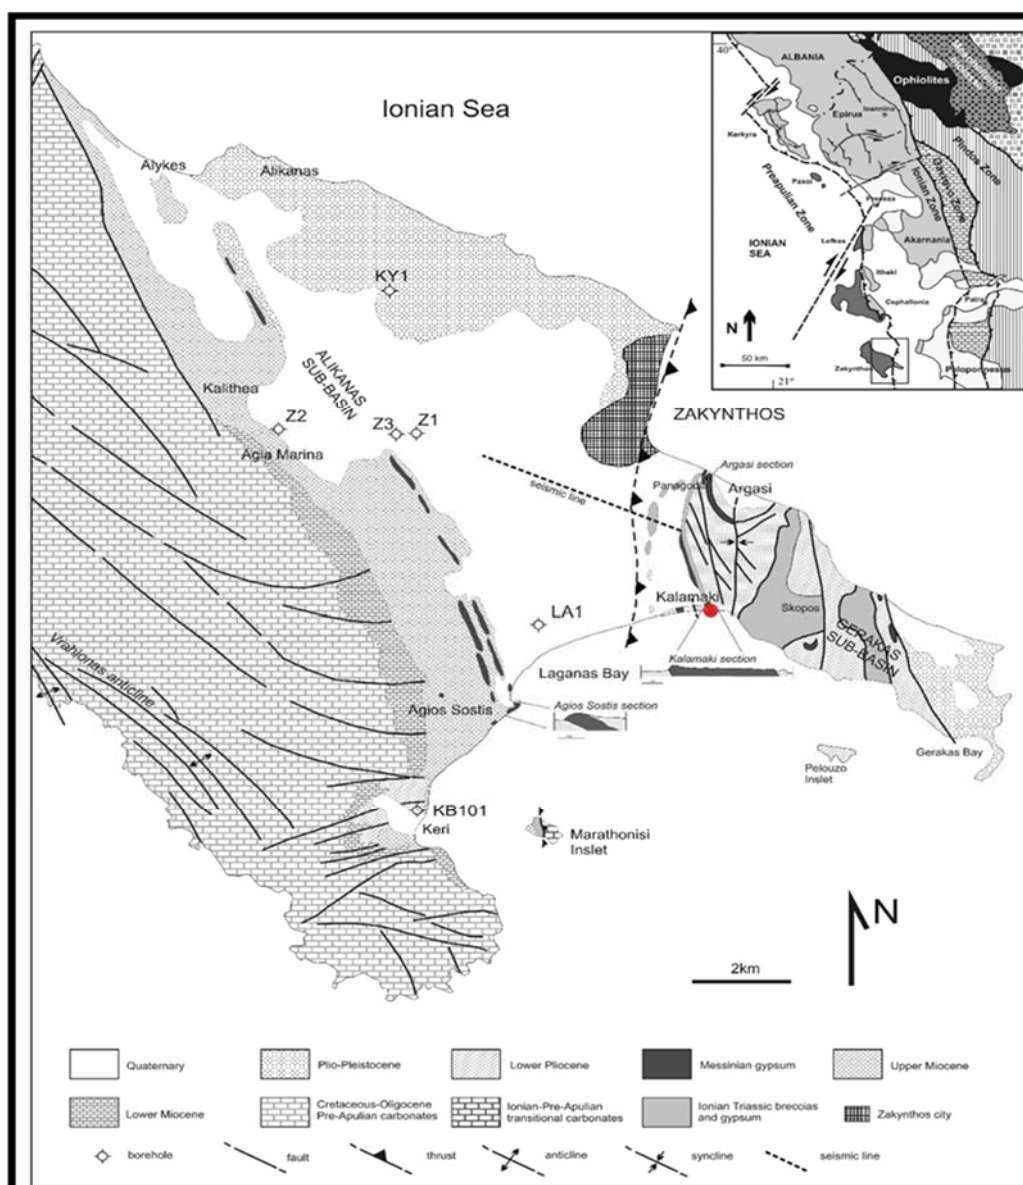 40°
ALBANIA
Ophiolites
Ioannina
Epirus
Kerkyra
Pindos Zone
Gavrovo Zone
Ionian Zone
Paxoi
Preveza
Preapulian Zone
Lefkas
Akarnania
IONIAN
SEA
Ithaki
Cephallonia
Patra
N
50 km
Zakynthos
Peloponnesus
21°
Ionian Sea
Alykes
Alikanas
KY1
ALIKANAS
SUB-BASIN
Kalithea
Z2
Z3
Z1
Agia Marina
ZAKYNTHOS
seismic line
Argasi section
Panagoula
Argasi
Kalamaki
Skopos
GERAKAS
SUB-BASIN
LA1
Kalamaki section
Laganas Bay
Vrahionas anticline
Agios Sostis
Agios Sostis section
Gerakas Bay
Pelouzo
Inslet
KB101
Keri
Marathonisi
Inslet
N
2km
Quaternary
Plio-Pleistocene
Lower Pliocene
Messinian gypsum
Upper Miocene
Lower Miocene
Cretaceous-Oligocene
Pre-Apulian carbonates
Ionian-Pre-Apulian
transitional carbonates
Ionian Triassic breccias
and gypsum
Zakynthos city
borehole
fault
thrust
anticline
syncline
seismic line